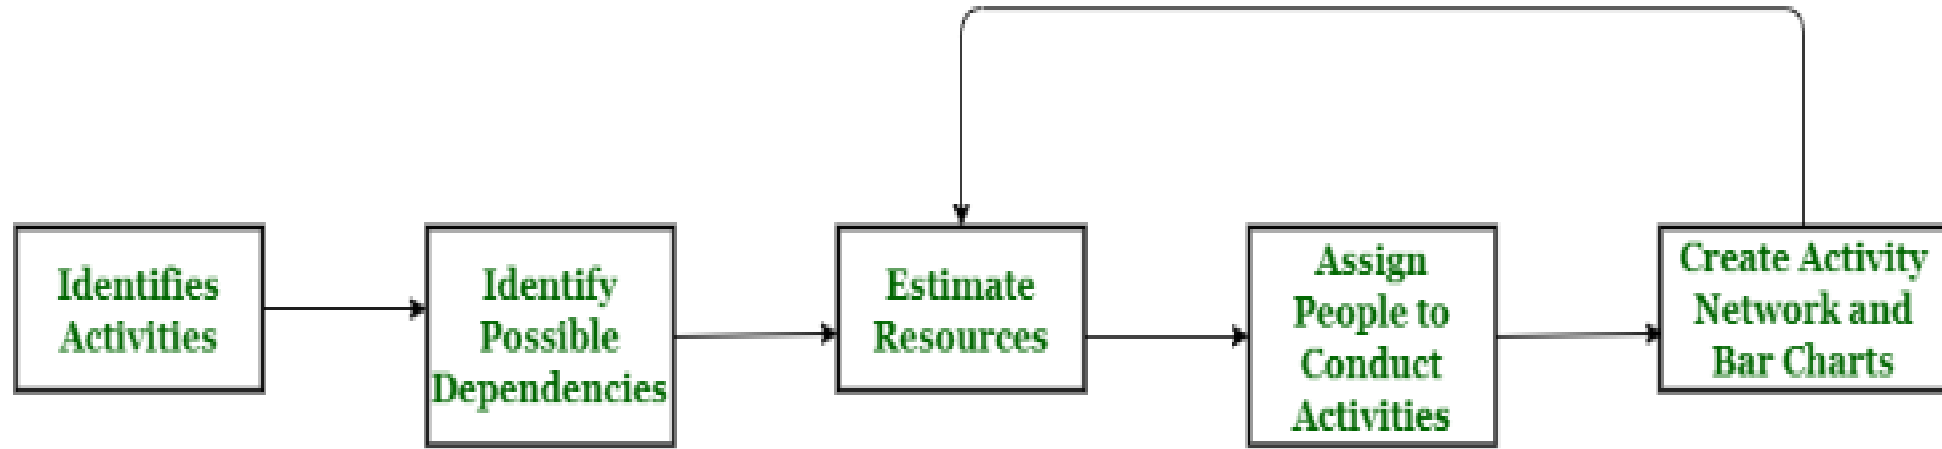 Identifies
Activities
Identify
Possible
Dependencies
Estimate
Resources
Assign
People to
Conduct
Activities
Create Activity
Network and
Bar Charts